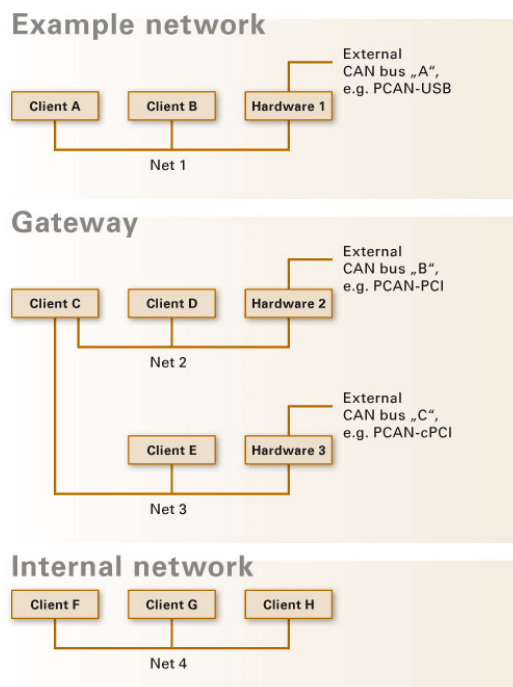 Example network
External
CAN bus „A“,
e.g. PCAN-USB
Client A
Client B
Hardware 1
Net 1
Gateway
External
CAN bus „B“,
e.g. PCAN-PCI
Client C
Client D
Hardware 2
Net 2
External
CAN bus „C“,
e.g. PCAN-cPCI
Client E
Hardware 3
Net 3
Internal network
Client F
Client G
Client H
Net 4